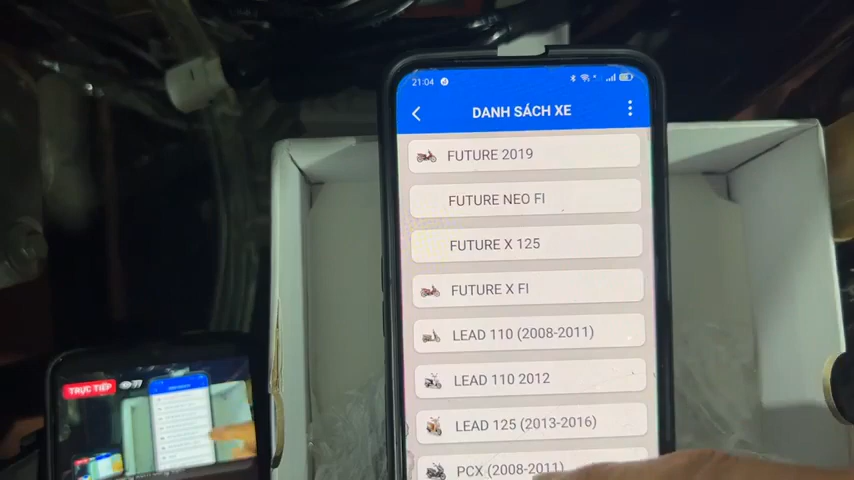 21:04
DANH SÁCH XE
FUTURE 2019
FUTURE NEO FI
FUTURE X 125
FUTURE X FI
LEAD 110 (2008-2011)
LEAD 110 2012
LEAD 125 (2013-2016)
PCX (2008-2011)
TRỰC TIẾP